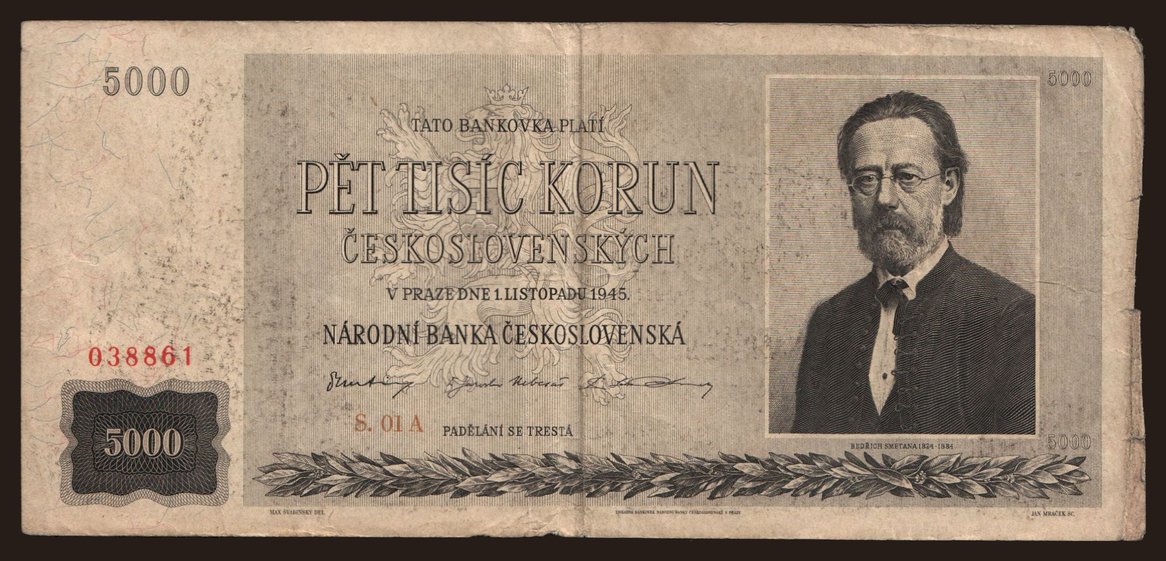 5000
5000
TATO BANKOVKA PLATÍ
PĚT TISÍC KORUN
ČESKOSLOVENSKÝCH
V PRAZE DNE 1. LISTOPADU 1945.
NÁRODNÍ BANKA ČESKOSLOVENSKÁ
038861
S. 01 A
PADĚLÁNÍ SE TRESTÁ
5000
BEDŘICH SMETANA 1824-1884
5000
MAX ŠVABINSKÝ DEL.
JAN MRAČEK SC.